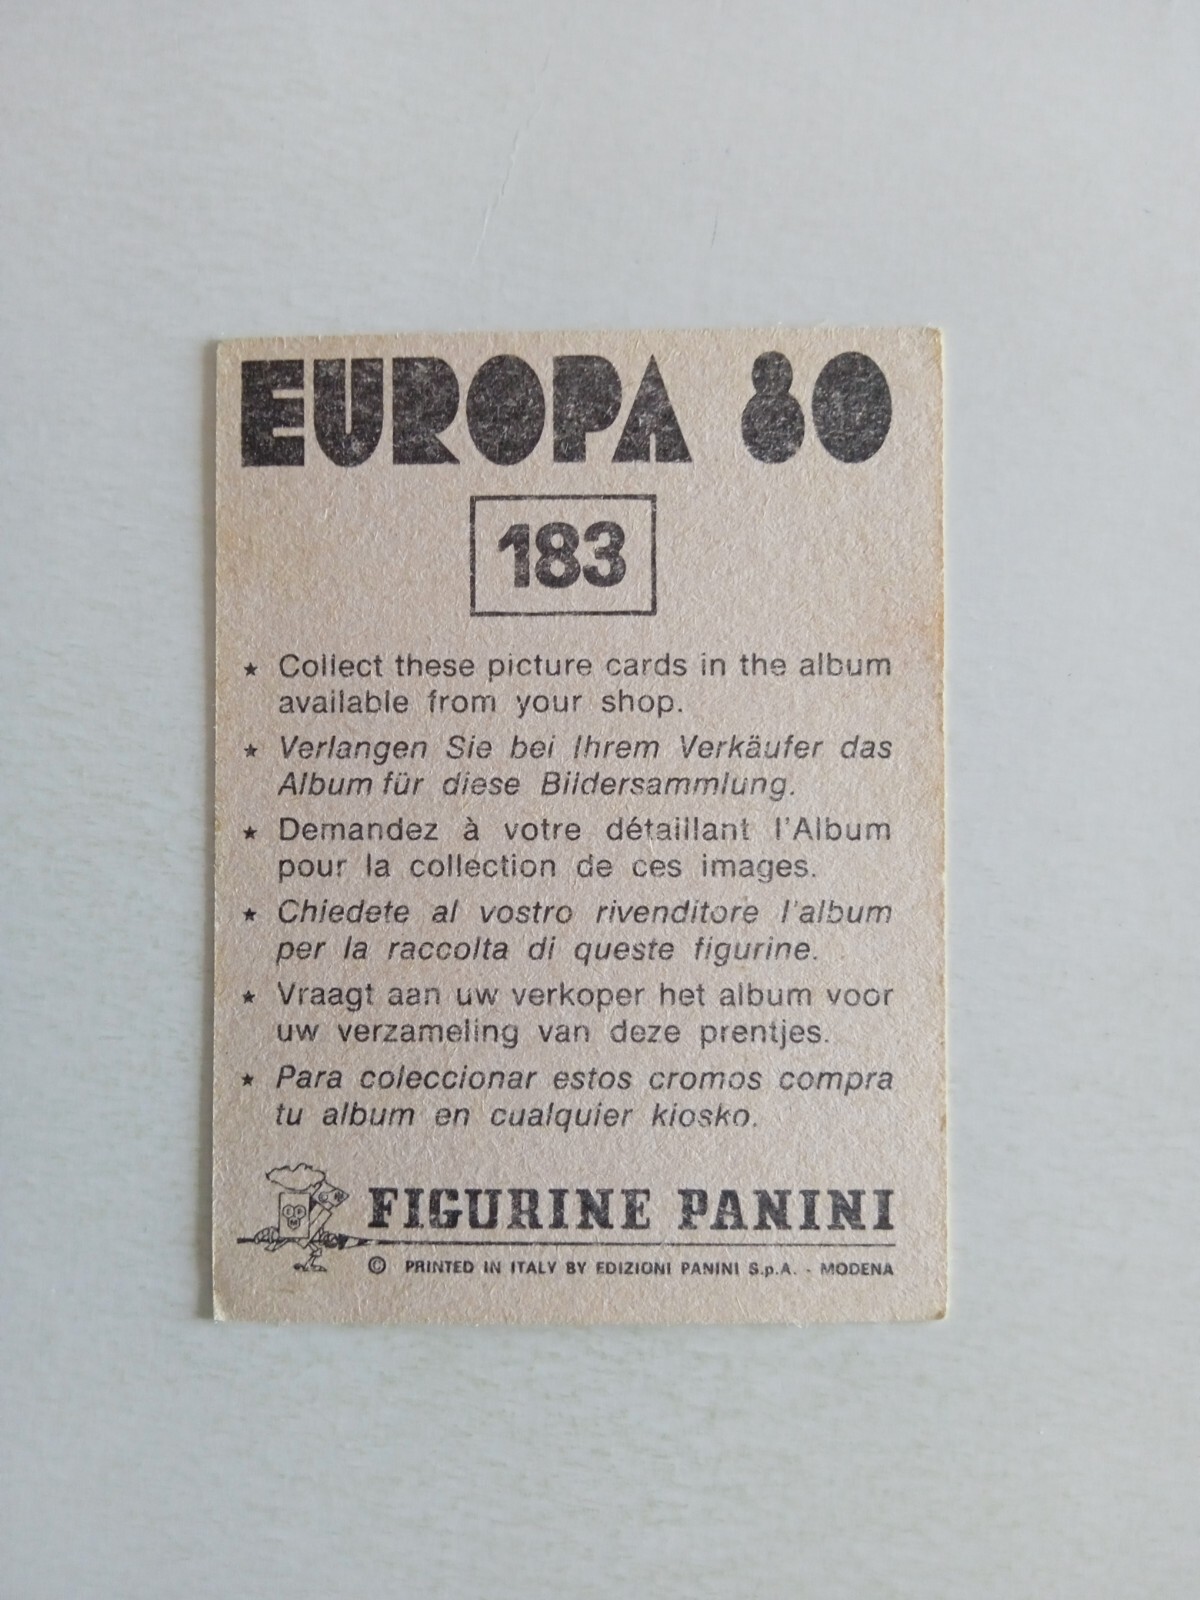 EUROPA 80
183
★ Collect these picture cards in the album
available from your shop.
★ Verlangen Sie bei Ihrem Verkäufer das
Album für diese Bildersammlung.
★ Demandez à votre détaillant l'Album
pour la collection de ces images.
★ Chiedete al vostro rivenditore l'album
per la raccolta di queste figurine.
★ Vraagt aan uw verkoper het album voor
uw verzameling van deze prentjes.
★ Para coleccionar estos cromos compra
tu album en cualquier kiosko.
FIGURINE PANINI
© PRINTED IN ITALY BY EDIZIONI PANINI S.p.A. - MODENA